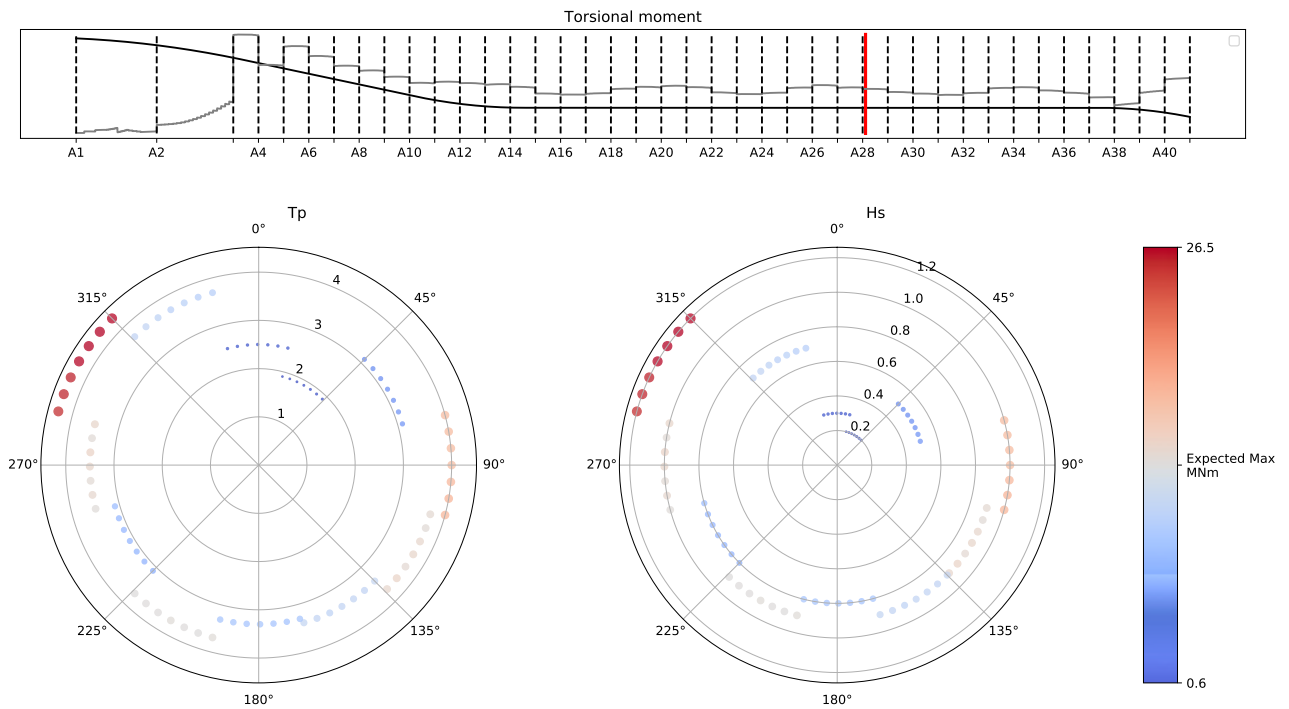 Torsional moment
A1 A2 A4 A6 A8 A10 A12 A14 A16 A18 A20 A22 A24 A26 A28 A30 A32 A34 A36 A38 A40
Tp Hs
0° 0°
26.5
4 1.2
315° 45° 315° 1.0 45°
3 0.8
2 0.6
1 0.4
0.2
270° 90° 270° 90° Expected Max
MNm
225° 135° 225° 135°
180° 180°
0.6